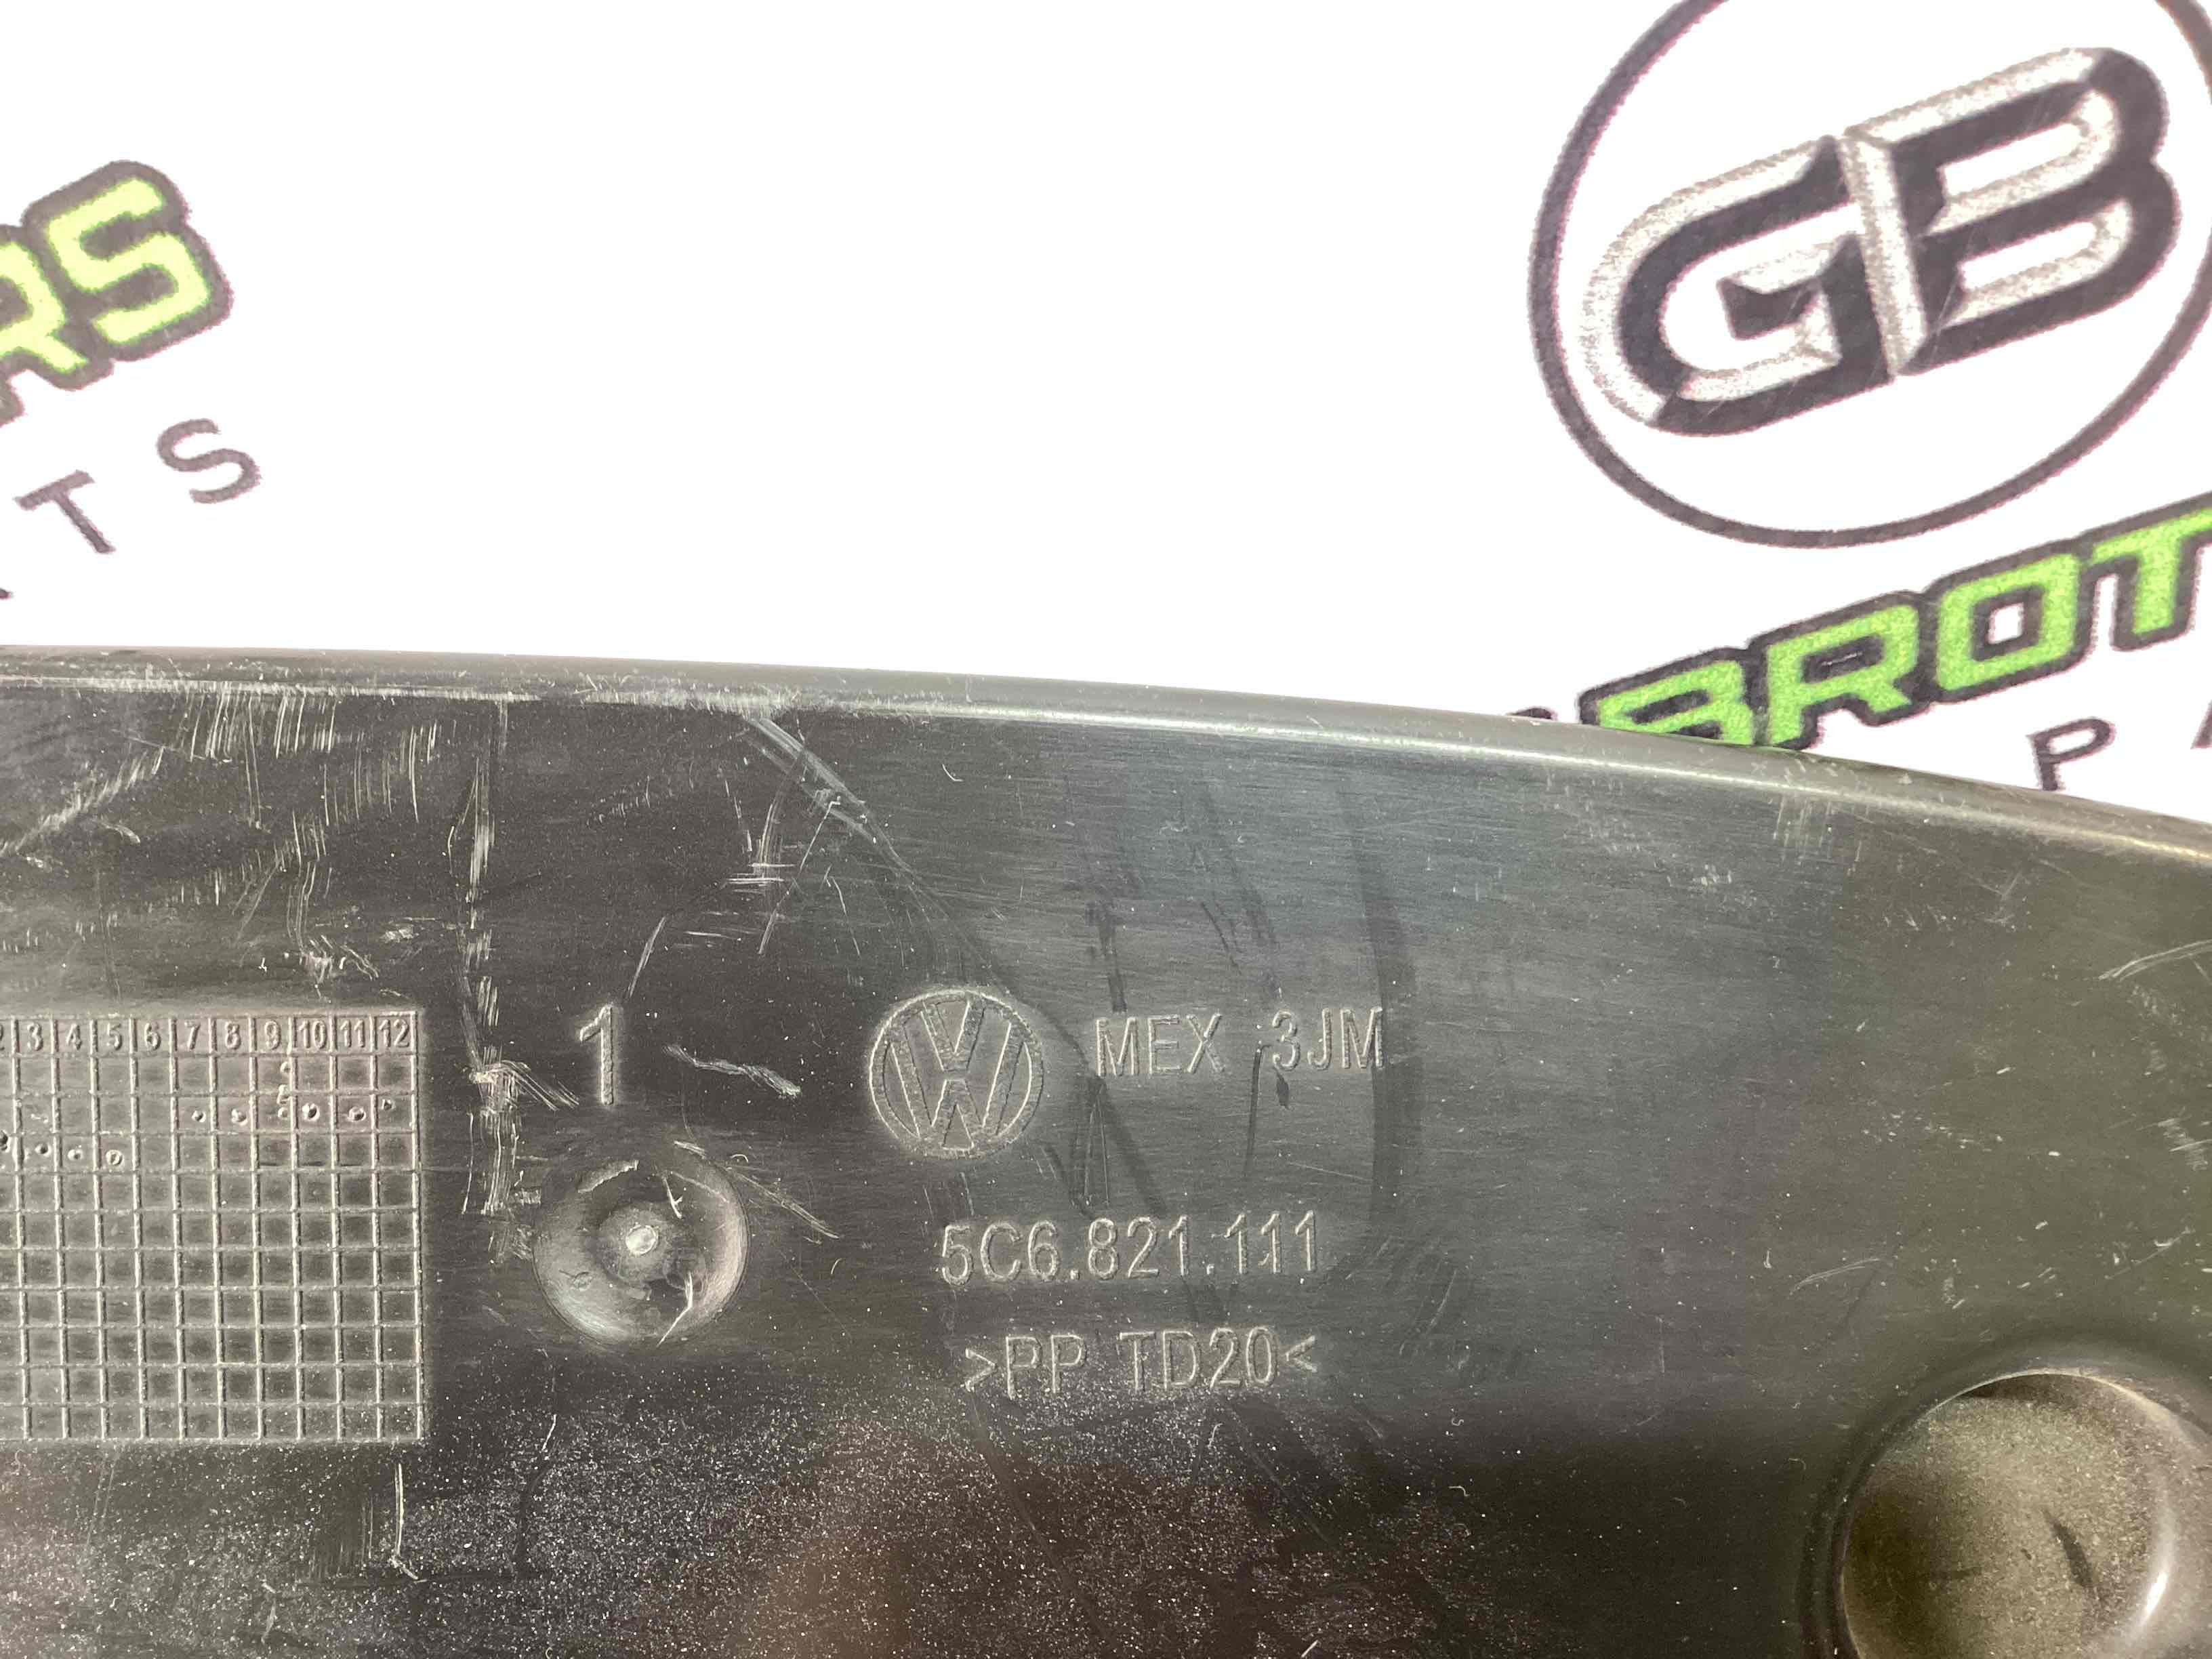 GB
RS
TS
BROT
P
2 3 4 5 6 7 8 9 10 11 12
1
MEX 3JM
5C6.821.111
>PP TD20<